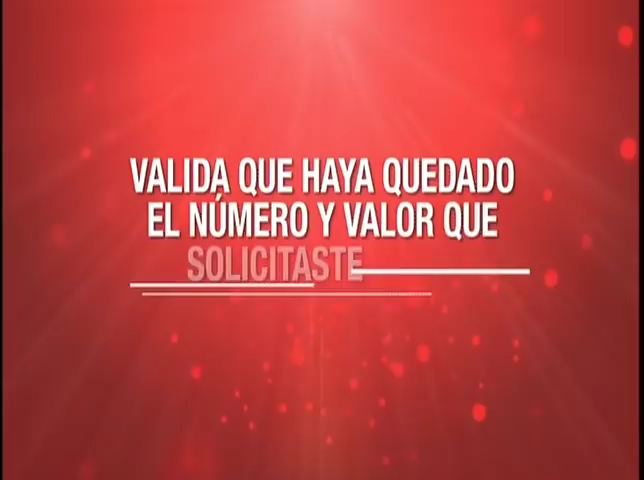 VALIDA QUE HAYA QUEDADO
EL NÚMERO Y VALOR QUE
SOLICITASTE